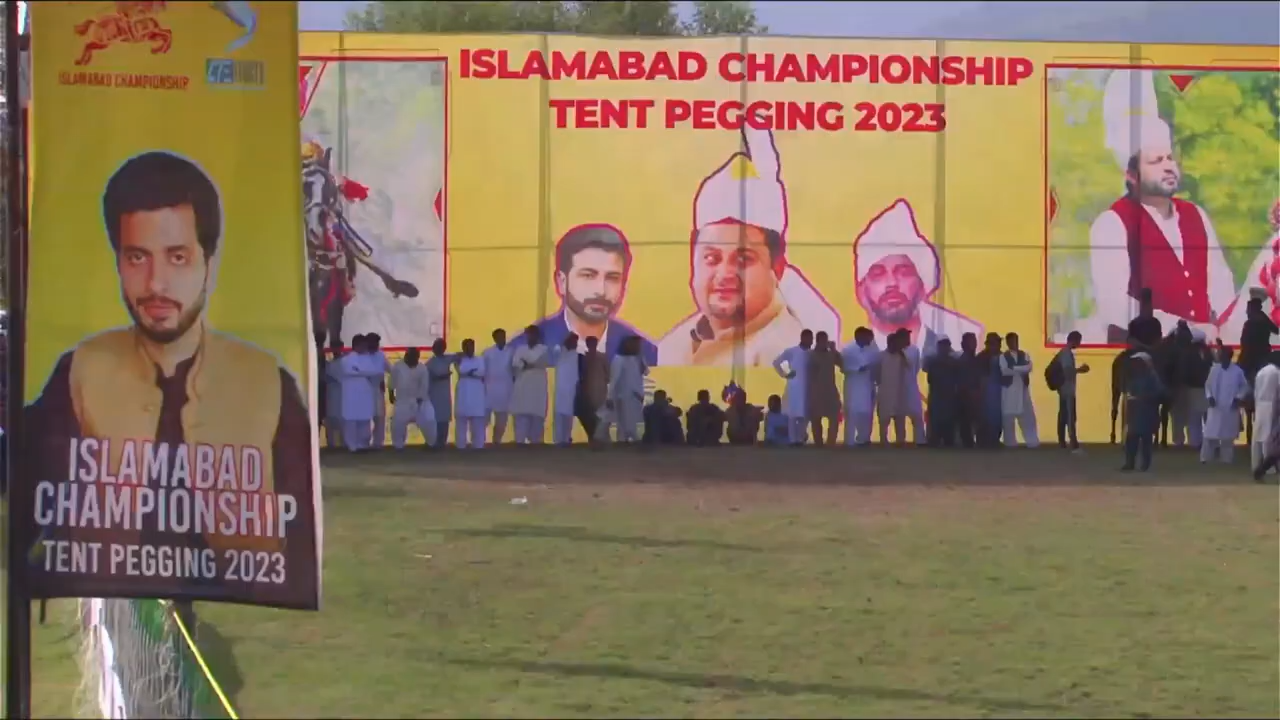 ISLAMABAD CHAMPIONSHIP
ISLAMABAD
CHAMPIONSHIP
TENT PEGGING 2023
ISLAMABAD CHAMPIONSHIP
TENT PEGGING 2023